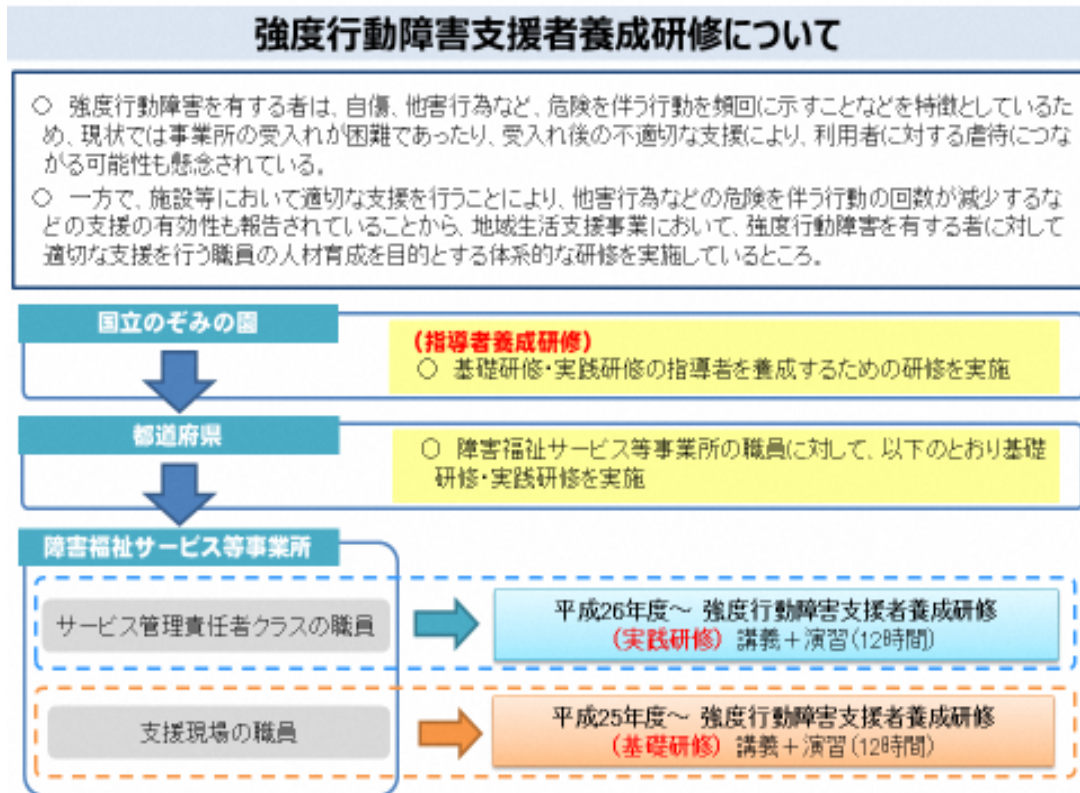 強度行動障害支援者養成研修について
○ 強度行動障害を有する者は、自傷、他害行為など、危険を伴う行動を頻回に示すことなどを特徴としているた
め、現状では事業所の受入れが困難であったり、受入れ後の不適切な支援により、利用者に対する虐待につな
がる可能性も懸念されている。
○ 一方で、施設等において適切な支援を行うことにより、他害行為などの危険を伴う行動の回数が減少するな
どの支援の有効性も報告されていることから、地域生活支援事業において、強度行動障害を有する者に対して
適切な支援を行う職員の人材育成を目的とする体系的な研修を実施しているところ。
国立のぞみの園
(指導者養成研修)
○ 基礎研修・実践研修の指導者を養成するための研修を実施
都道府県
○ 障害福祉サービス等事業所の職員に対して、以下のとおり基礎
研修・実践研修を実施
障害福祉サービス等事業所
サービス管理責任者クラスの職員
平成26年度～ 強度行動障害支援者養成研修
(実践研修) 講義＋演習(12時間)
支援現場の職員
平成25年度～ 強度行動障害支援者養成研修
(基礎研修) 講義＋演習(12時間)